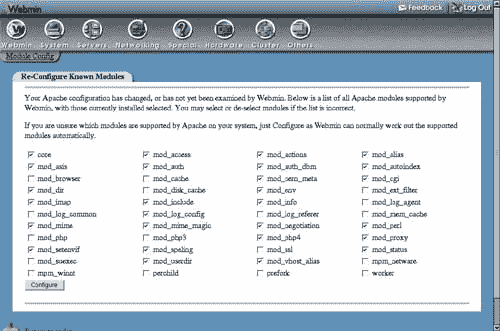 Webmin
Feedback Log Out
Webmin System Servers Networking Special Hardware Cluster Others
Module Config
Re-Configure Known Modules
Your Apache configuration has changed, or has not yet been examined by Webmin. Below is a list of all Apache modules supported by
Webmin, with those currently installed selected. You may select or de-select modules if the list is incorrect.
If you are unsure which modules are supported by Apache on your system, just Configure as Webmin can normally work out the supported
modules automatically.
core mod_access mod_actions mod_alias
mod_asis mod_auth mod_auth_dbm mod_autoindex
mod_browser mod_cache mod_cern_meta mod_cgi
mod_dir mod_disk_cache mod_env mod_ext_filter
mod_imap mod_include mod_info mod_log_agent
mod_log_common mod_log_config mod_log_referer mod_mem_cache
mod_mime mod_mime_magic mod_negotiation mod_perl
mod_php mod_php3 mod_php4 mod_proxy
mod_setenvif mod_speling mod_ssl mod_status
mod_suexec mod_userdir mod_vhost_alias mpm_netware
mpm_winnt perchild prefork worker
Configure